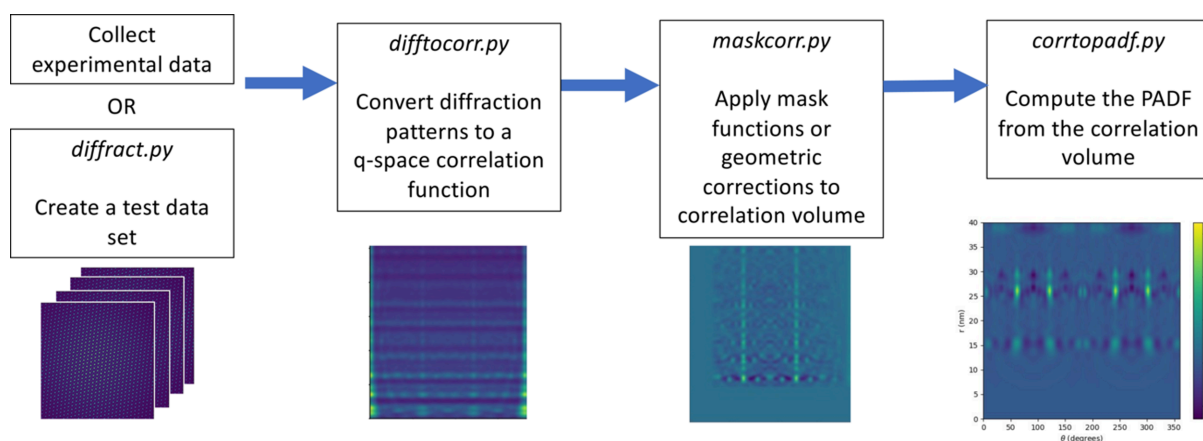 Collect
experimental data
OR
diffract.py
Create a test data
set
difftocorr.py
Convert diffraction
patterns to a
q-space correlation
function
maskcorr.py
Apply mask
functions or
geometric
corrections to
correlation volume
corrtopadf.py
Compute the PADF
from the correlation
volume
40
35
30
25
20
15
10
5
0
r (nm)
0 50 100 150 200 250 300 350
θ (degrees)